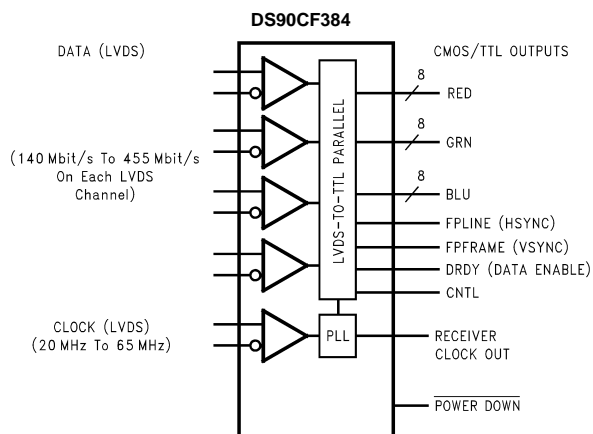 DS90CF384
DATA (LVDS)
CMOS/TTL OUTPUTS
8
RED
8
GRN
(140 Mbit/s To 455 Mbit/s
On Each LVDS
Channel)
8
BLU
LVDS-TO-TTL PARALLEL
FPLINE (HSYNC)
FPFRAME (VSYNC)
DRDY (DATA ENABLE)
CNTL
CLOCK (LVDS)
(20 MHz To 65 MHz)
PLL
RECEIVER
CLOCK OUT
POWER DOWN